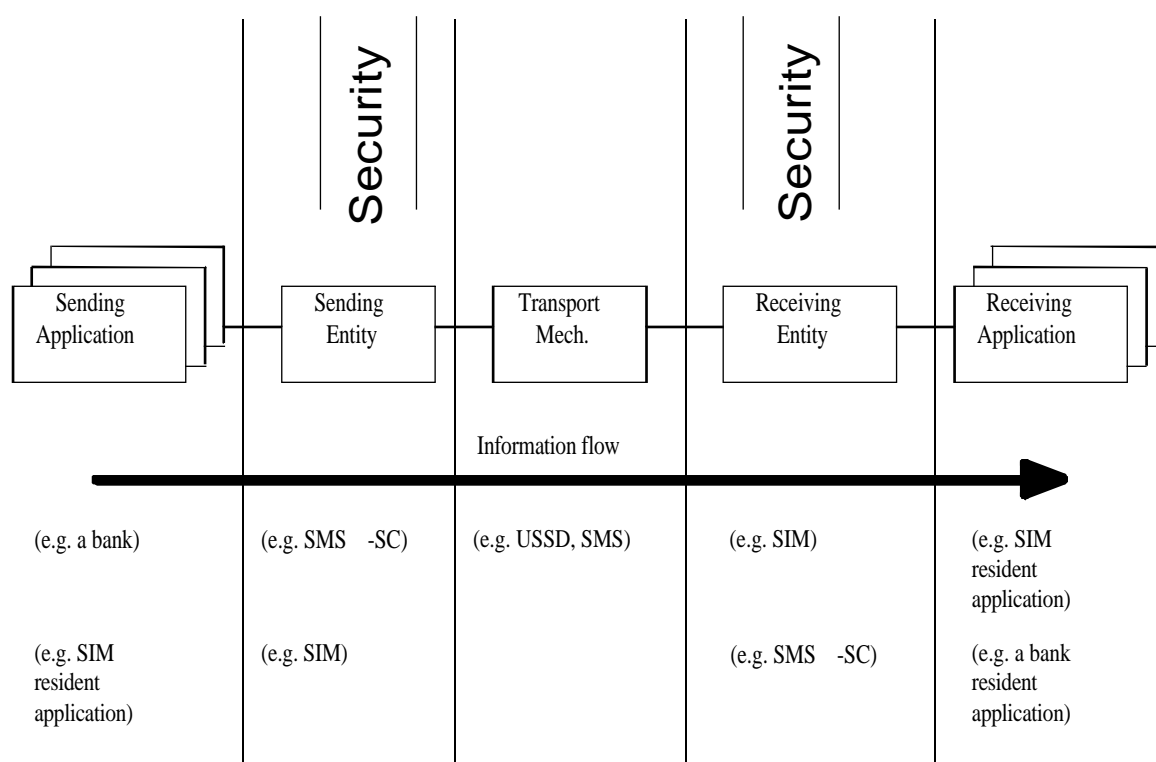 Security
Security
Sending
Application
Sending
Entity
Transport
Mech.
Receiving
Entity
Receiving
Application
Information flow
(e.g. a bank)
(e.g. SMS -SC)
(e.g. USSD, SMS)
(e.g. SIM)
(e.g. SIM
resident
application)
(e.g. SIM
resident
application)
(e.g. SIM)
(e.g. SMS -SC)
(e.g. a bank
resident
application)